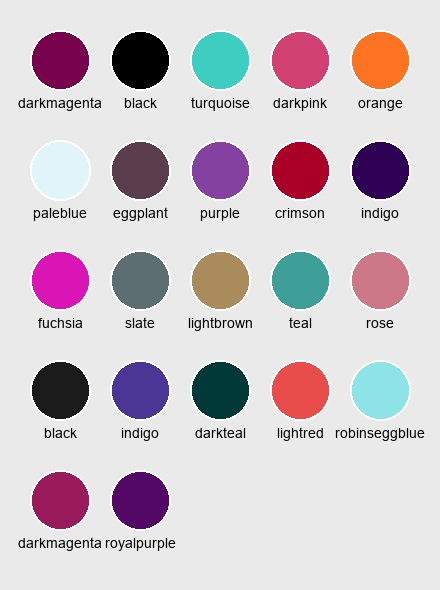 darkmagenta black turquoise darkpink orange
paleblue eggplant purple crimson indigo
fuchsia slate lightbrown teal rose
black indigo darkteal lightred robinseggblue
darkmagenta royalpurple